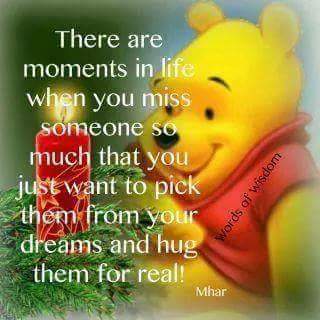 There are
moments in life
when you miss
someone so
much that you
just want to pick
them from your
dreams and hug
them for real!
Mhar
Words of Wisdom